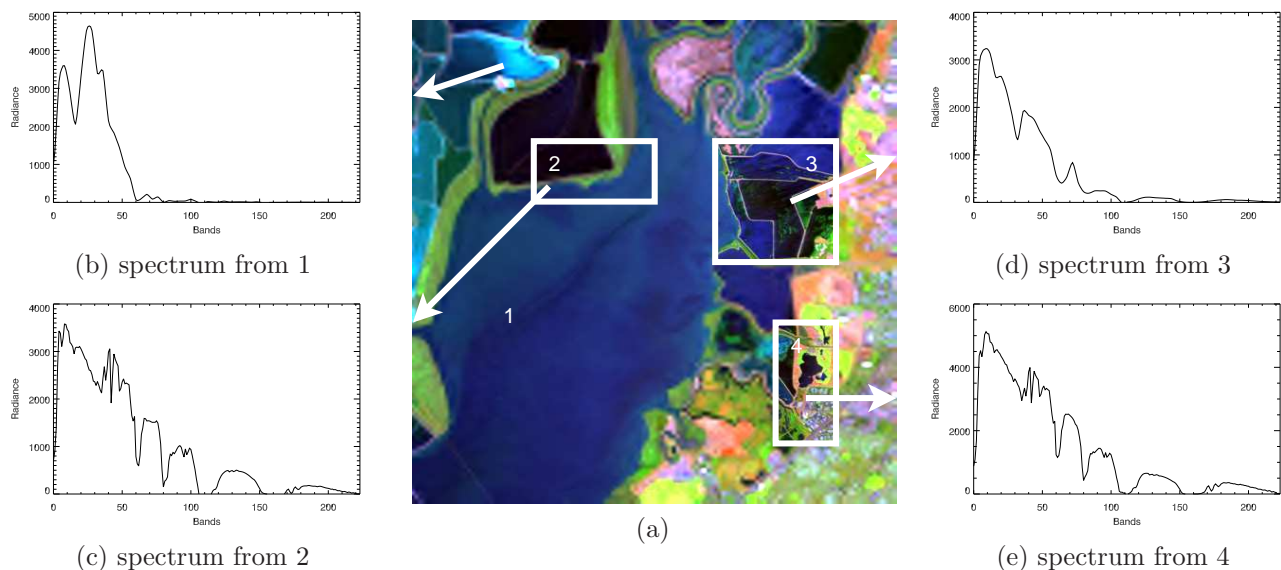 5000
4000
3000
2000
1000
0
Radiance
0 50 100 150 200
Bands
(b) spectrum from 1
4000
3000
2000
1000
0
Radiance
0 50 100 150 200
Bands
(c) spectrum from 2
2
3
1
4
(a)
4000
3000
2000
1000
0
Radiance
0 50 100 150 200
Bands
(d) spectrum from 3
6000
4000
2000
0
Radiance
0 50 100 150 200
Bands
(e) spectrum from 4